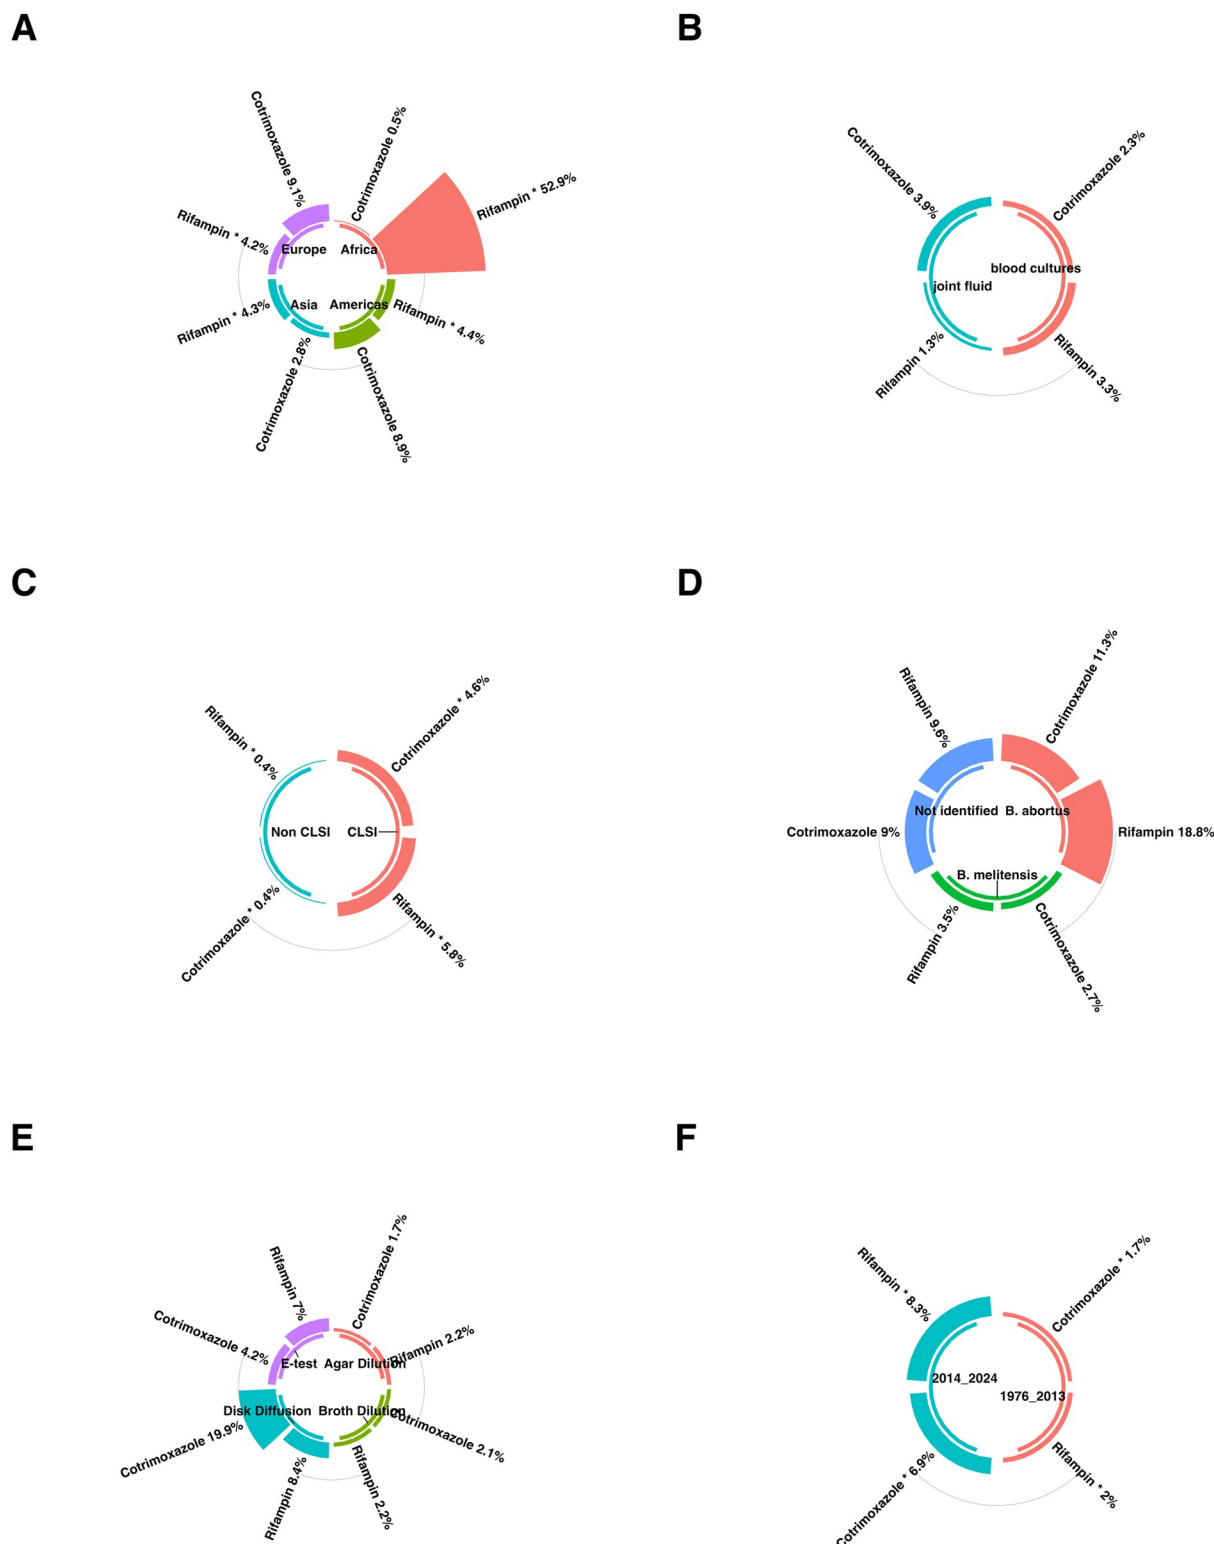 A
Cotrimoxazole 9.1%
Cotrimoxazole 0.5%
Rifampin * 52.9%
Rifampin * 4.2%
Europe
Africa
Asia
Americas
Rifampin * 4.3%
Rifampin * 4.4%
Cotrimoxazole 2.8%
Cotrimoxazole 8.9%
B
Cotrimoxazole 3.9%
Cotrimoxazole 2.3%
blood cultures
joint fluid
Rifampin 1.3%
Rifampin 3.3%
C
Rifampin * 0.4%
Cotrimoxazole * 4.6%
Non CLSI
CLSI
Cotrimoxazole * 0.4%
Rifampin * 5.8%
D
Rifampin 9.6%
Cotrimoxazole 11.3%
Not identified
B. abortus
Cotrimoxazole 9%
Rifampin 18.8%
B. melitensis
Rifampin 3.5%
Cotrimoxazole 2.7%
E
Rifampin 7%
Cotrimoxazole 1.7%
Cotrimoxazole 4.2%
Rifampin 2.2%
E-test
Agar Dilution
Disk Diffusion
Broth Dilution
Cotrimoxazole 19.9%
Cotrimoxazole 2.1%
Rifampin 8.4%
Rifampin 2.2%
F
Rifampin * 8.3%
Cotrimoxazole * 1.7%
2014_2024
1976_2013
Cotrimoxazole * 6.9%
Rifampin * 2%